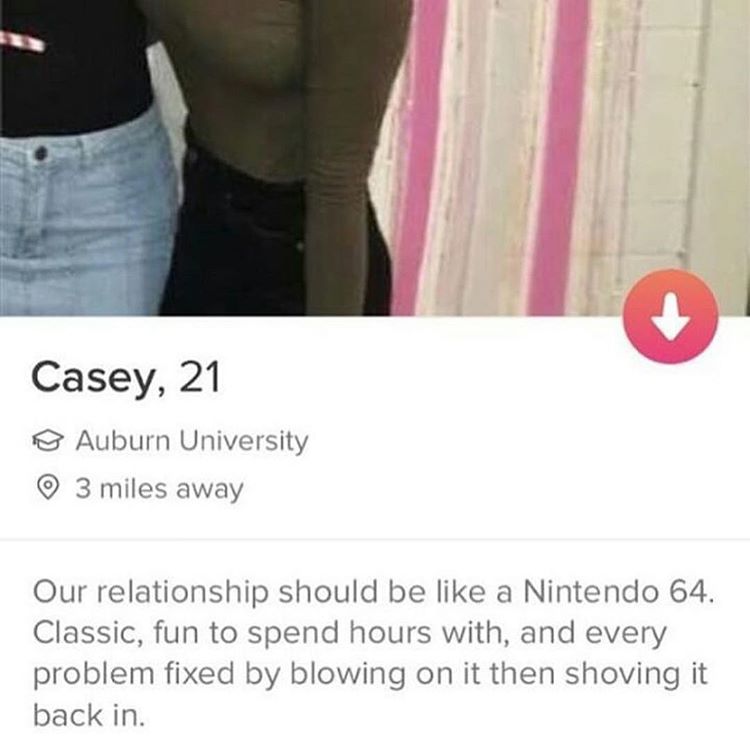 Casey, 21
Auburn University
3 miles away
Our relationship should be like a Nintendo 64.
Classic, fun to spend hours with, and every
problem fixed by blowing on it then shoving it
back in.